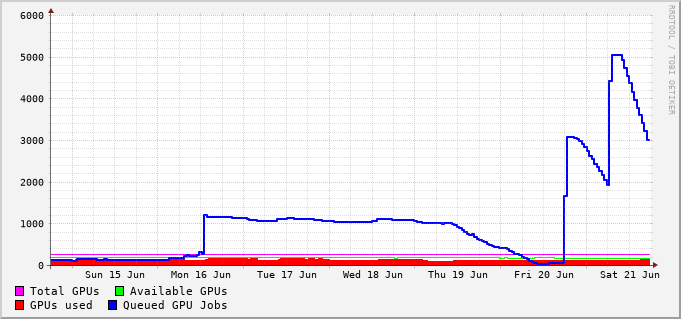 RRDTOOL / TOBI OETIKER
6000
5000
4000
3000
2000
1000
0
Sun 15 Jun Mon 16 Jun Tue 17 Jun Wed 18 Jun Thu 19 Jun Fri 20 Jun Sat 21 Jun
Total GPUs Available GPUs
GPUs used Queued GPU Jobs